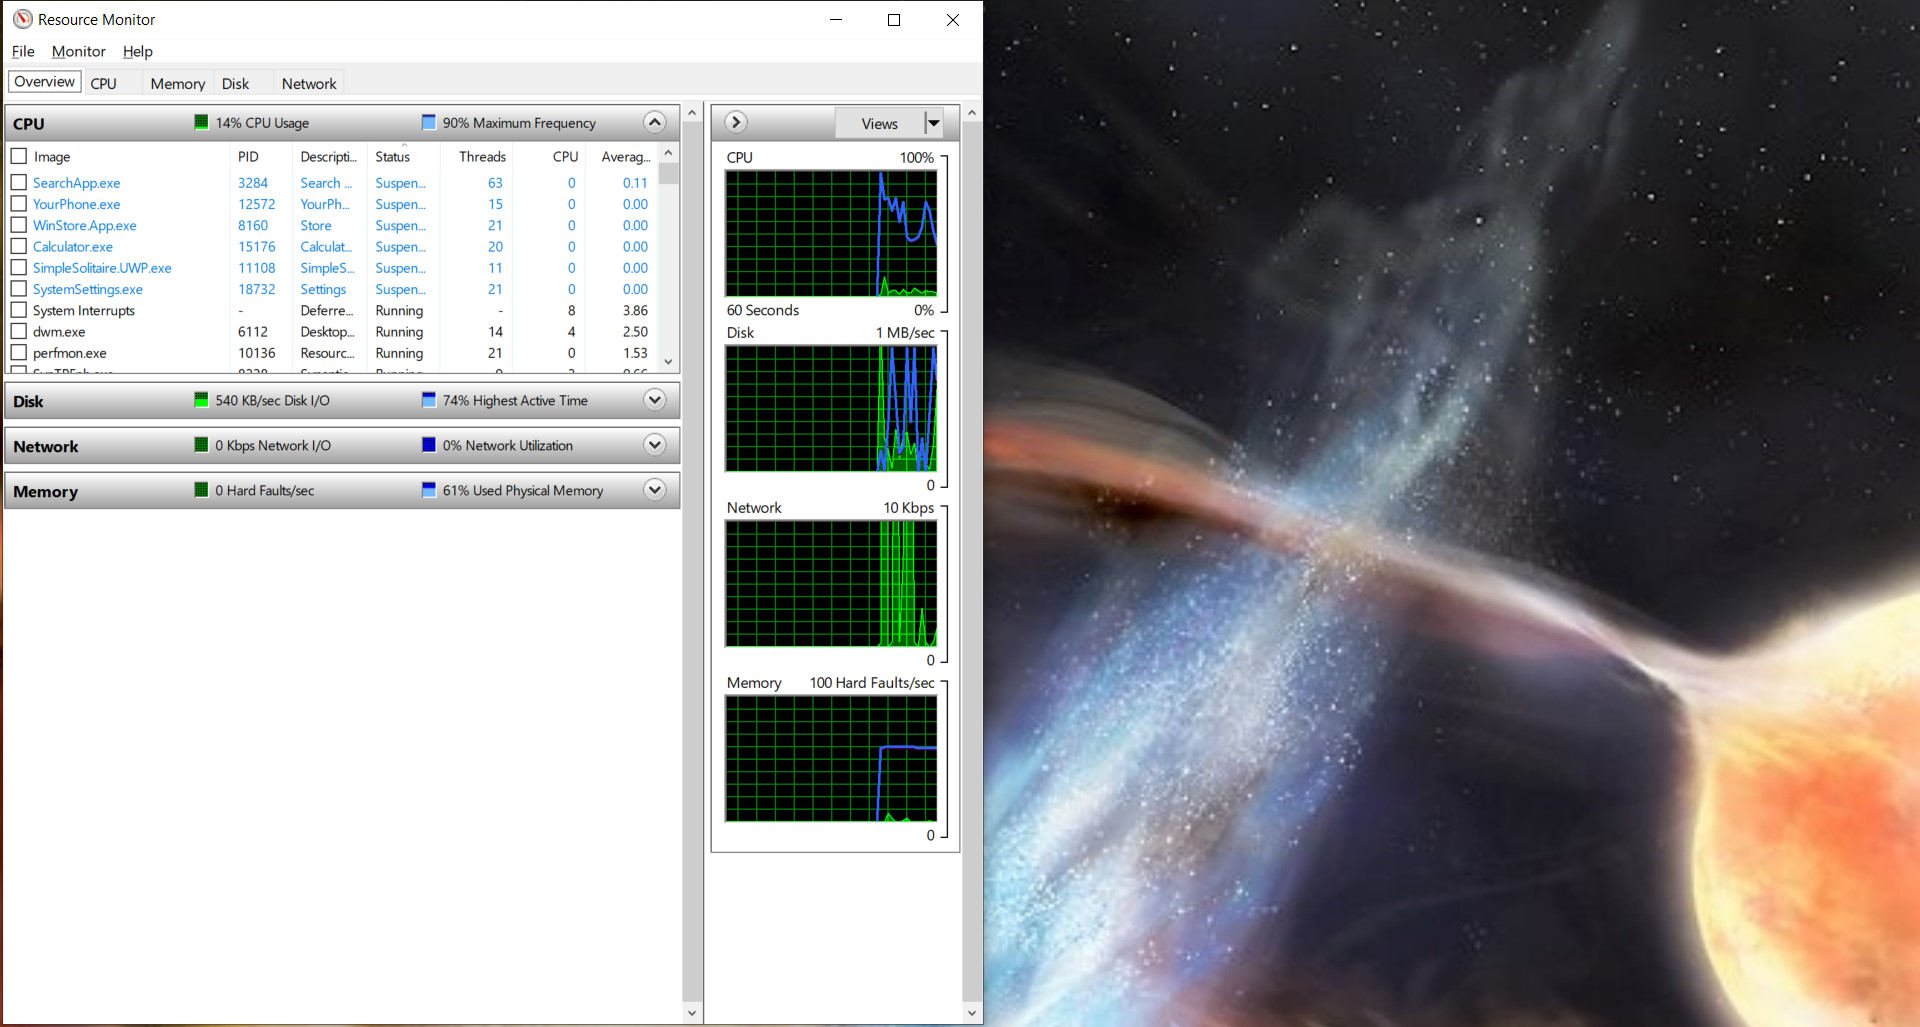 Resource Monitor
File Monitor Help
Overview CPU Memory Disk Network
CPU 14% CPU Usage 90% Maximum Frequency
Image PID Descripti... Status Threads CPU Averag...
SearchApp.exe 3284 Search ... Suspen... 63 0 0.11
YourPhone.exe 12572 YourPh... Suspen... 15 0 0.00
WinStore.App.exe 8160 Store Suspen... 21 0 0.00
Calculator.exe 15176 Calculat... Suspen... 20 0 0.00
SimpleSolitaire.UWP.exe 11108 SimpleS... Suspen... 11 0 0.00
SystemSettings.exe 18732 Settings Suspen... 21 0 0.00
System Interrupts - Deferre... Running - 8 3.86
dwm.exe 6112 Desktop... Running 14 4 2.50
perfmon.exe 10136 Resourc... Running 21 0 1.53
Disk 540 KB/sec Disk I/O 74% Highest Active Time
Network 0 Kbps Network I/O 0% Network Utilization
Memory 0 Hard Faults/sec 61% Used Physical Memory
Views
CPU 100%
60 Seconds 0%
Disk 1 MB/sec
0
Network 10 Kbps
0
Memory 100 Hard Faults/sec
0